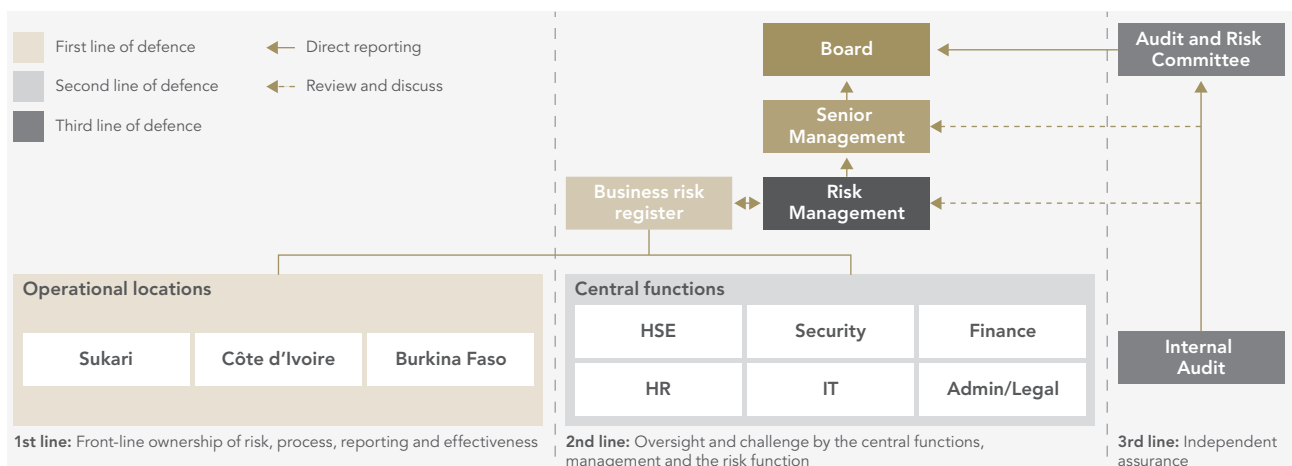 First line of defence
Second line of defence
Third line of defence
Direct reporting
Review and discuss
Board
Senior
Management
Risk
Management
Business risk
register
Audit and Risk
Committee
Operational locations
Sukari
Côte d'Ivoire
Burkina Faso
Central functions
HSE
Security
Finance
HR
IT
Admin/Legal
Internal
Audit
1st line: Front-line ownership of risk, process, reporting and effectiveness
2nd line: Oversight and challenge by the central functions,
management and the risk function
3rd line: Independent
assurance